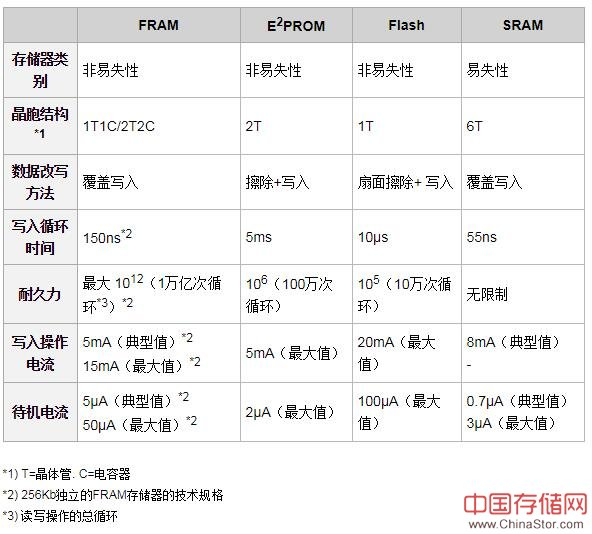 FRAM E²PROM Flash SRAM
存储器类别 非易失性 非易失性 非易失性 易失性
晶胞结构*1 1T1C/2T2C 2T 1T 6T
数据改写方法 覆盖写入 擦除+写入 扇面擦除+ 写入 覆盖写入
写入循环时间 150ns*2 5ms 10μs 55ns
耐久力 最大 10¹²（1万亿次循环*3）*2 10⁶（100万次循环） 10⁵（10万次循环） 无限制
写入操作电流 5mA（典型值）*2 15mA（最大值）*2 5mA（最大值） 20mA（最大值） 8mA（典型值） -
待机电流 5μA（典型值）*2 50μA（最大值）*2 2μA（最大值） 100μA（最大值） 0.7μA（典型值） 3μA（最大值）
*1) T=晶体管. C=电容器
*2) 256Kb独立的FRAM存储器的技术规格
*3) 读写操作的总循环
中国存储网
www.ChinaStor.com